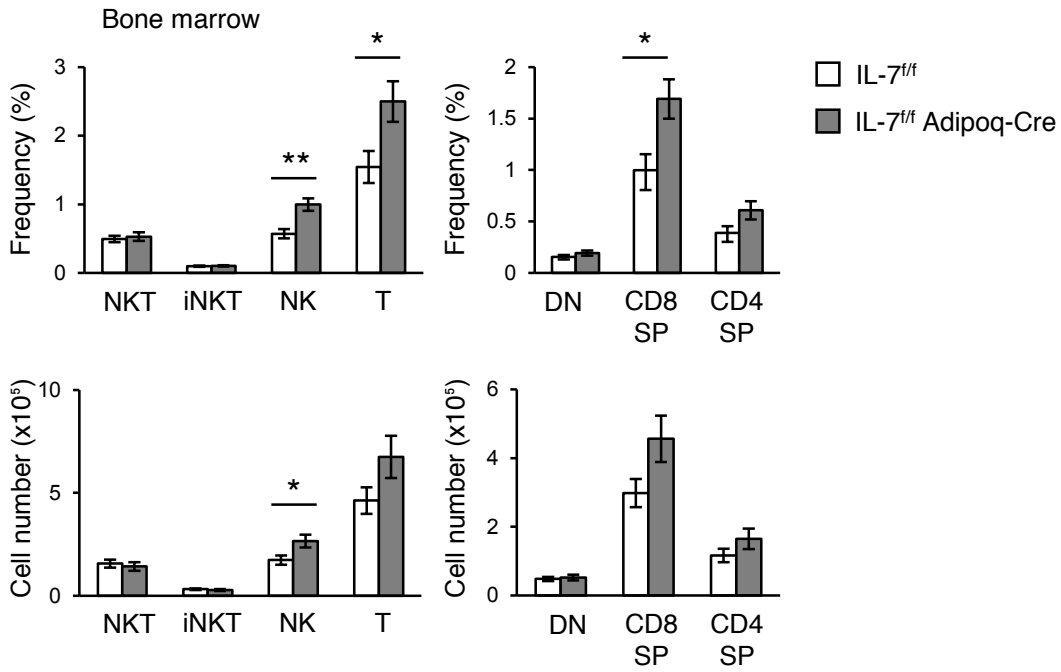 Bone marrow
Frequency (%)
3
2
1
0
*
**
NKT iNKT NK T
Frequency (%)
2
1.5
1
0.5
0
*
DN CD8 SP CD4 SP
IL-7f/f
IL-7f/f Adipoq-Cre
Cell number (x10⁵)
10
5
0
*
NKT iNKT NK T
Cell number (x10⁵)
6
4
2
0
DN CD8 SP CD4 SP